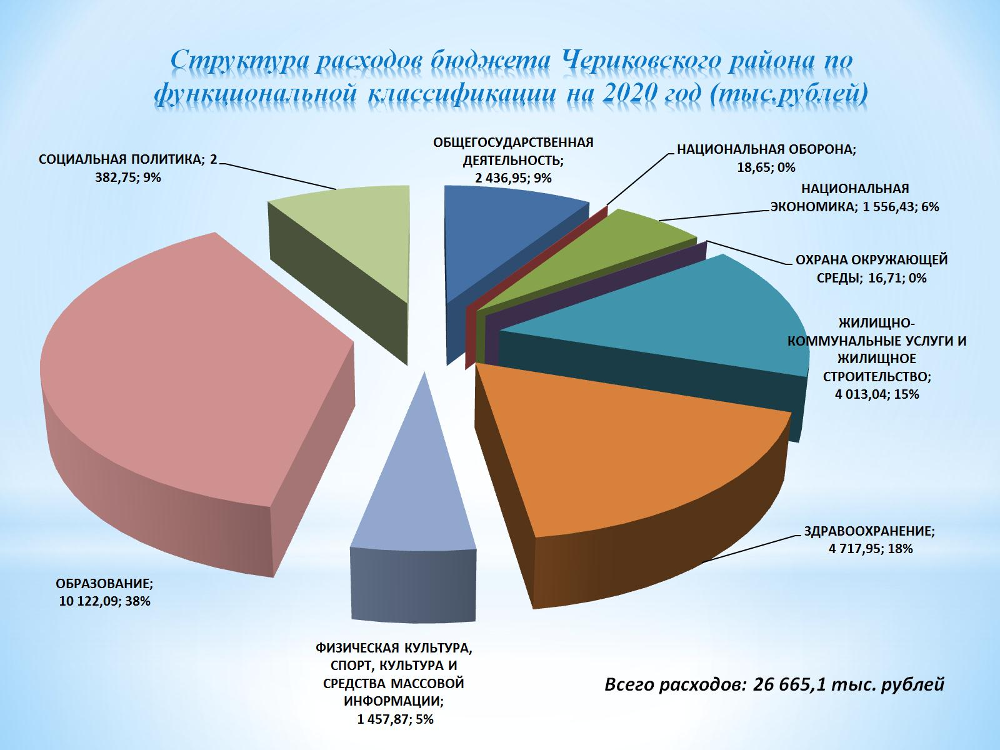 Структура расходов бюджета Чериковского района по
функциональной классификации на 2020 год (тыс.рублей)
СОЦИАЛЬНАЯ ПОЛИТИКА; 2
382,75; 9%
ОБЩЕГОСУДАРСТВЕННАЯ
ДЕЯТЕЛЬНОСТЬ;
2 436,95; 9%
НАЦИОНАЛЬНАЯ ОБОРОНА;
18,65; 0%
НАЦИОНАЛЬНАЯ
ЭКОНОМИКА; 1 556,43; 6%
ОХРАНА ОКРУЖАЮЩЕЙ
СРЕДЫ; 16,71; 0%
ЖИЛИЩНО-
КОММУНАЛЬНЫЕ УСЛУГИ И
ЖИЛИЩНОЕ
СТРОИТЕЛЬСТВО;
4 013,04; 15%
ЗДРАВООХРАНЕНИЕ;
4 717,95; 18%
ОБРАЗОВАНИЕ;
10 122,09; 38%
ФИЗИЧЕСКАЯ КУЛЬТУРА,
СПОРТ, КУЛЬТУРА И
СРЕДСТВА МАССОВОЙ
ИНФОРМАЦИИ;
1 457,87; 5%
Всего расходов: 26 665,1 тыс. рублей